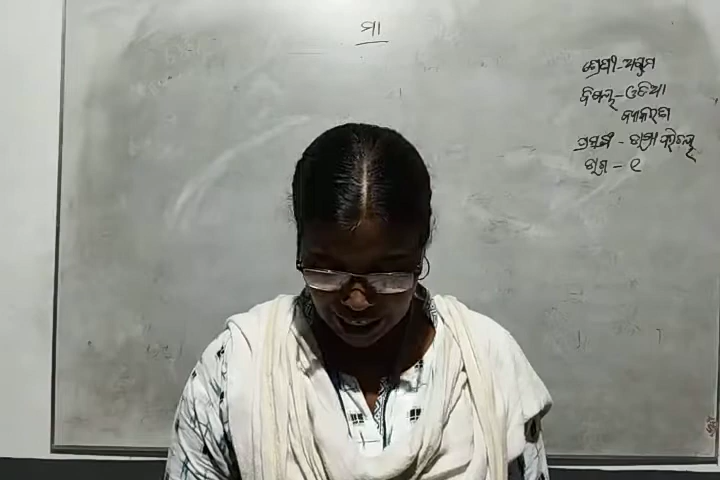 ମା
ଶ୍ରେଣୀ - ଅଷ୍ଟମ
ବିଷୟ - ଓଡିଆ
ବ୍ୟାକରଣ
ପ୍ରସଙ୍ଗ -
ଭାଗ - ୧